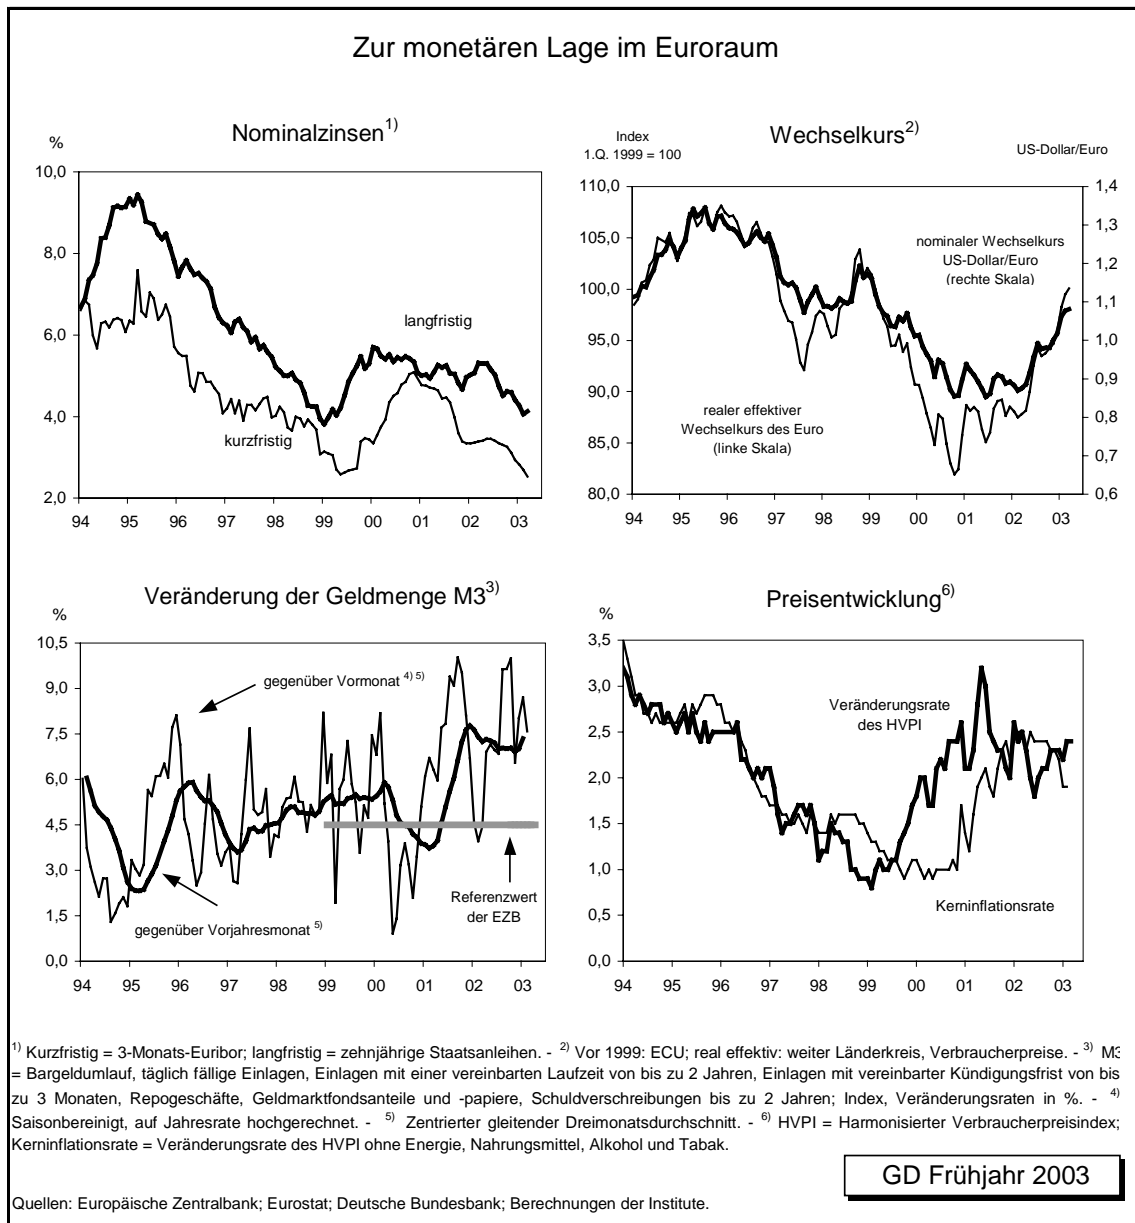 Zur monetären Lage im Euroraum
Nominalzinsen 1)
%
10,0
8,0
6,0
4,0
2,0
langfristig
kurzfristig
94 95 96 97 98 99 00 01 02 03
Wechselkurs 2)
Index
1.Q. 1999 = 100
US-Dollar/Euro
110,0
105,0
100,0
95,0
90,0
85,0
80,0
1,4
1,3
1,2
1,1
1,0
0,9
0,8
0,7
0,6
nominaler Wechselkurs
US-Dollar/Euro
(rechte Skala)
realer effektiver
Wechselkurs des Euro
(linke Skala)
94 95 96 97 98 99 00 01 02 03
Veränderung der Geldmenge M3 3)
%
10,5
9,0
7,5
6,0
4,5
3,0
1,5
0,0
gegenüber Vormonat 4) 5)
gegenüber Vorjahresmonat 5)
Referenzwert
der EZB
94 95 96 97 98 99 00 01 02 03
Preisentwicklung 6)
%
3,5
3,0
2,5
2,0
1,5
1,0
0,5
0,0
Veränderungsrate
des HVPI
Kerninflationsrate
94 95 96 97 98 99 00 01 02 03
1) Kurzfristig = 3-Monats-Euribor; langfristig = zehnjährige Staatsanleihen. - 2) Vor 1999: ECU; real effektiv: weiter Länderkreis, Verbraucherpreise. - 3) M3
= Bargeldumlauf, täglich fällige Einlagen, Einlagen mit einer vereinbarten Laufzeit von bis zu 2 Jahren, Einlagen mit vereinbarter Kündigungsfrist von bis
zu 3 Monaten, Repogeschäfte, Geldmarktfondsanteile und -papiere, Schuldverschreibungen bis zu 2 Jahren; Index, Veränderungsraten in %. - 4)
Saisonbereinigt, auf Jahresrate hochgerechnet. - 5) Zentrierter gleitender Dreimonatsdurchschnitt. - 6) HVPI = Harmonisierter Verbraucherpreisindex;
Kerninflationsrate = Veränderungsrate des HVPI ohne Energie, Nahrungsmittel, Alkohol und Tabak.
GD Frühjahr 2003
Quellen: Europäische Zentralbank; Eurostat; Deutsche Bundesbank; Berechnungen der Institute.